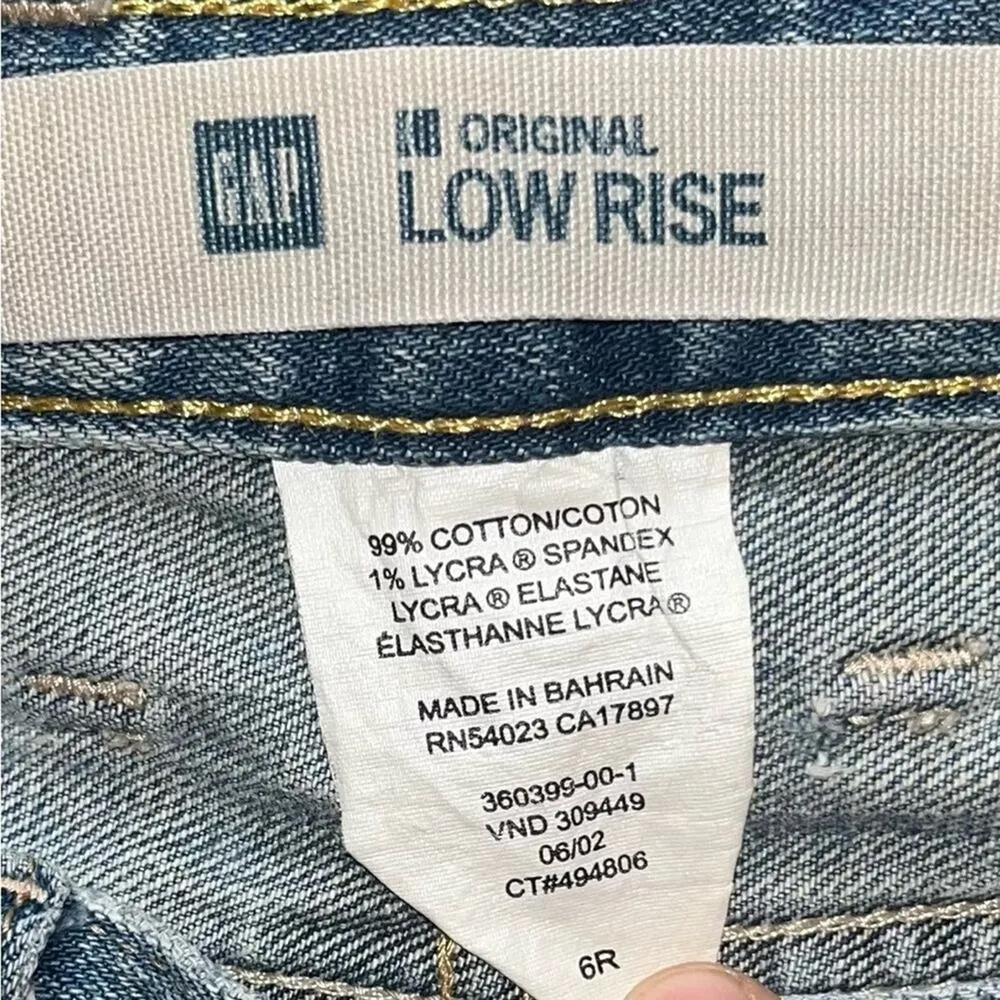 GAP
ORIGINAL
LOW RISE
99% COTTON/COTON
1% LYCRA® SPANDEX
LYCRA® ELASTANE
ÉLASTHANNE LYCRA®
MADE IN BAHRAIN
RN54023 CA17897
360399-00-1
VND 309449
06/02
CT#494806
6R